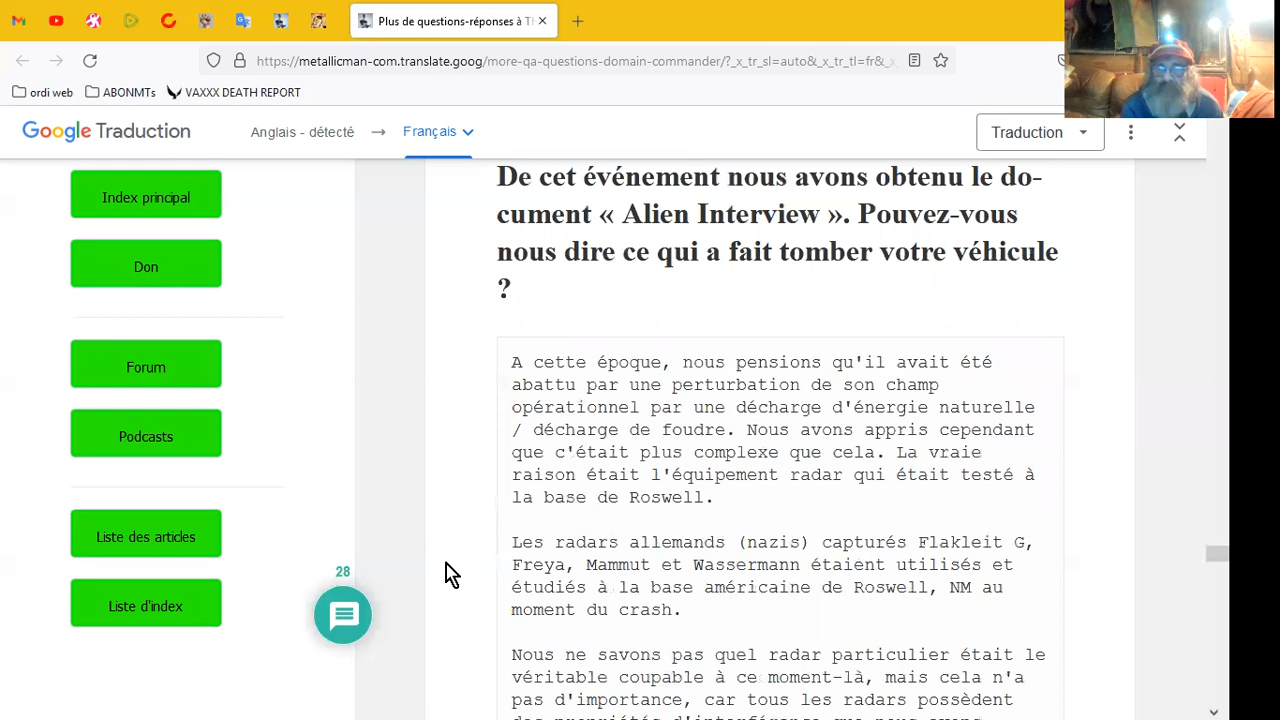 Plus de questions-réponses à Tl
https://metallicman-com.translate.goog/more-qa-questions-domain-commander/?_x_tr_sl=auto&_x_tr_tl=fr&_x
ordi web
ABONMTs
VAXXX DEATH REPORT
Google Traduction
Anglais - détecté
Français
Traduction
Index principal
Don
Forum
Podcasts
Liste des articles
Liste d'index
28
De cet événement nous avons obtenu le do-
cument « Alien Interview ». Pouvez-vous
nous dire ce qui a fait tomber votre véhicule
?
A cette époque, nous pensions qu'il avait été
abattu par une perturbation de son champ
opérationnel par une décharge d'énergie naturelle
/ décharge de foudre. Nous avons appris cependant
que c'était plus complexe que cela. La vraie
raison était l'équipement radar qui était testé à
la base de Roswell.
Les radars allemands (nazis) capturés Flakleit G,
Freya, Mammut et Wassermann étaient utilisés et
étudiés à la base américaine de Roswell, NM au
moment du crash.
Nous ne savons pas quel radar particulier était le
véritable coupable à ce moment-là, mais cela n'a
pas d'importance, car tous les radars possèdent